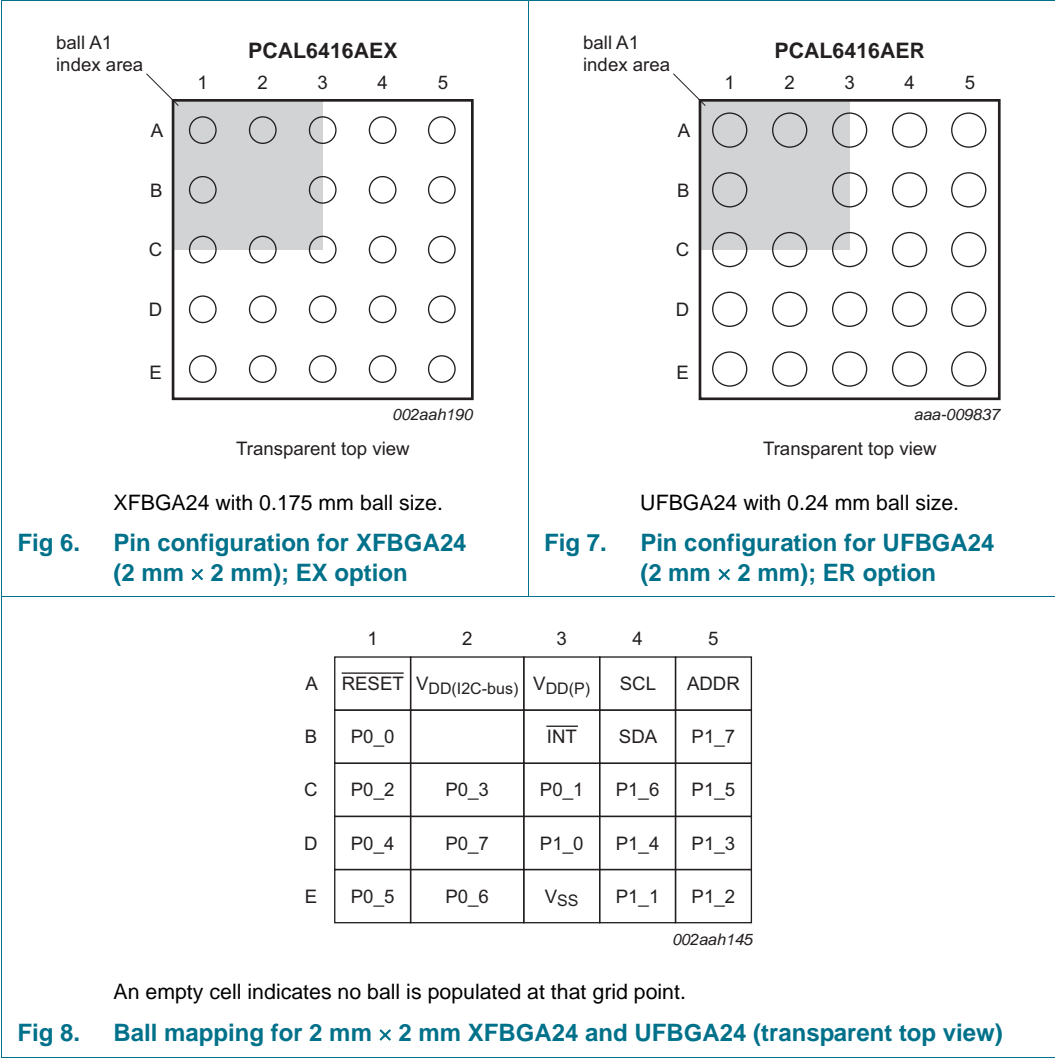 ball A1
index area
PCAL6416AEX
1 2 3 4 5
A
B
C
D
E
002aah190
Transparent top view
XFBGA24 with 0.175 mm ball size.
Fig 6. Pin configuration for XFBGA24
(2 mm × 2 mm); EX option
ball A1
index area
PCAL6416AER
1 2 3 4 5
A
B
C
D
E
aaa-009837
Transparent top view
UFBGA24 with 0.24 mm ball size.
Fig 7. Pin configuration for UFBGA24
(2 mm × 2 mm); ER option
1 2 3 4 5
A RESET VDD(I2C-bus) VDD(P) SCL ADDR
B P0_0 INT SDA P1_7
C P0_2 P0_3 P0_1 P1_6 P1_5
D P0_4 P0_7 P1_0 P1_4 P1_3
E P0_5 P0_6 VSS P1_1 P1_2
002aah145
An empty cell indicates no ball is populated at that grid point.
Fig 8. Ball mapping for 2 mm × 2 mm XFBGA24 and UFBGA24 (transparent top view)